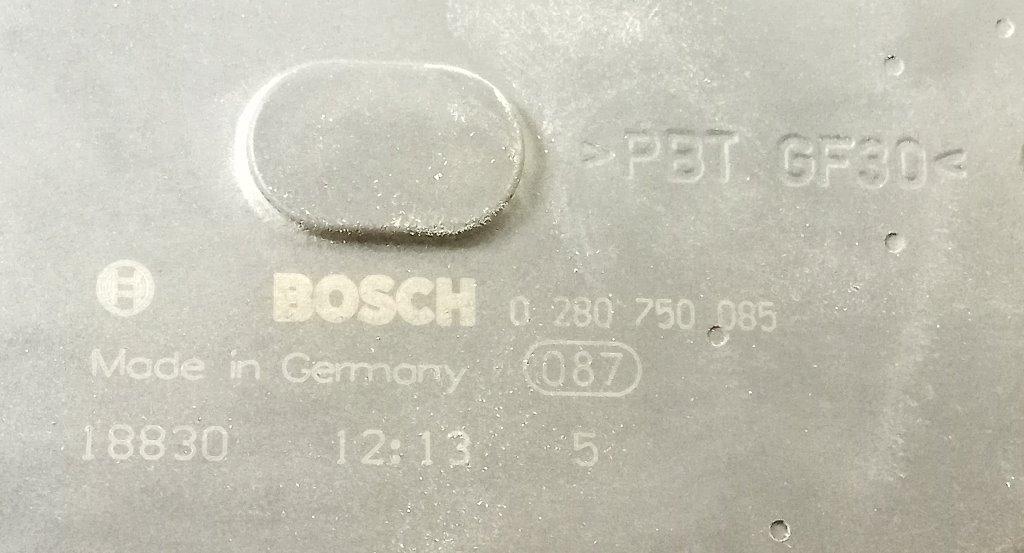 >PBT GF30<
BOSCH 0 280 750 085
Made in Germany 087
18830 12:13 5